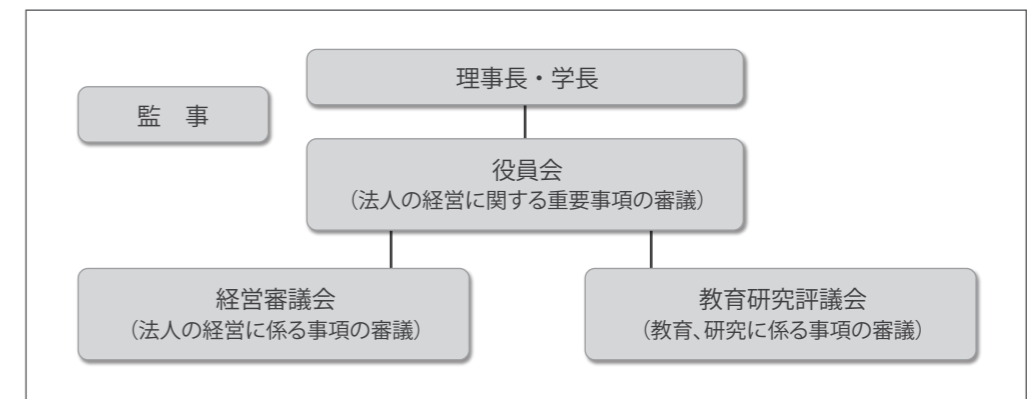 理事長・学長
監　事
役員会
（法人の経営に関する重要事項の審議）
経営審議会
（法人の経営に係る事項の審議）
教育研究評議会
（教育、研究に係る事項の審議）